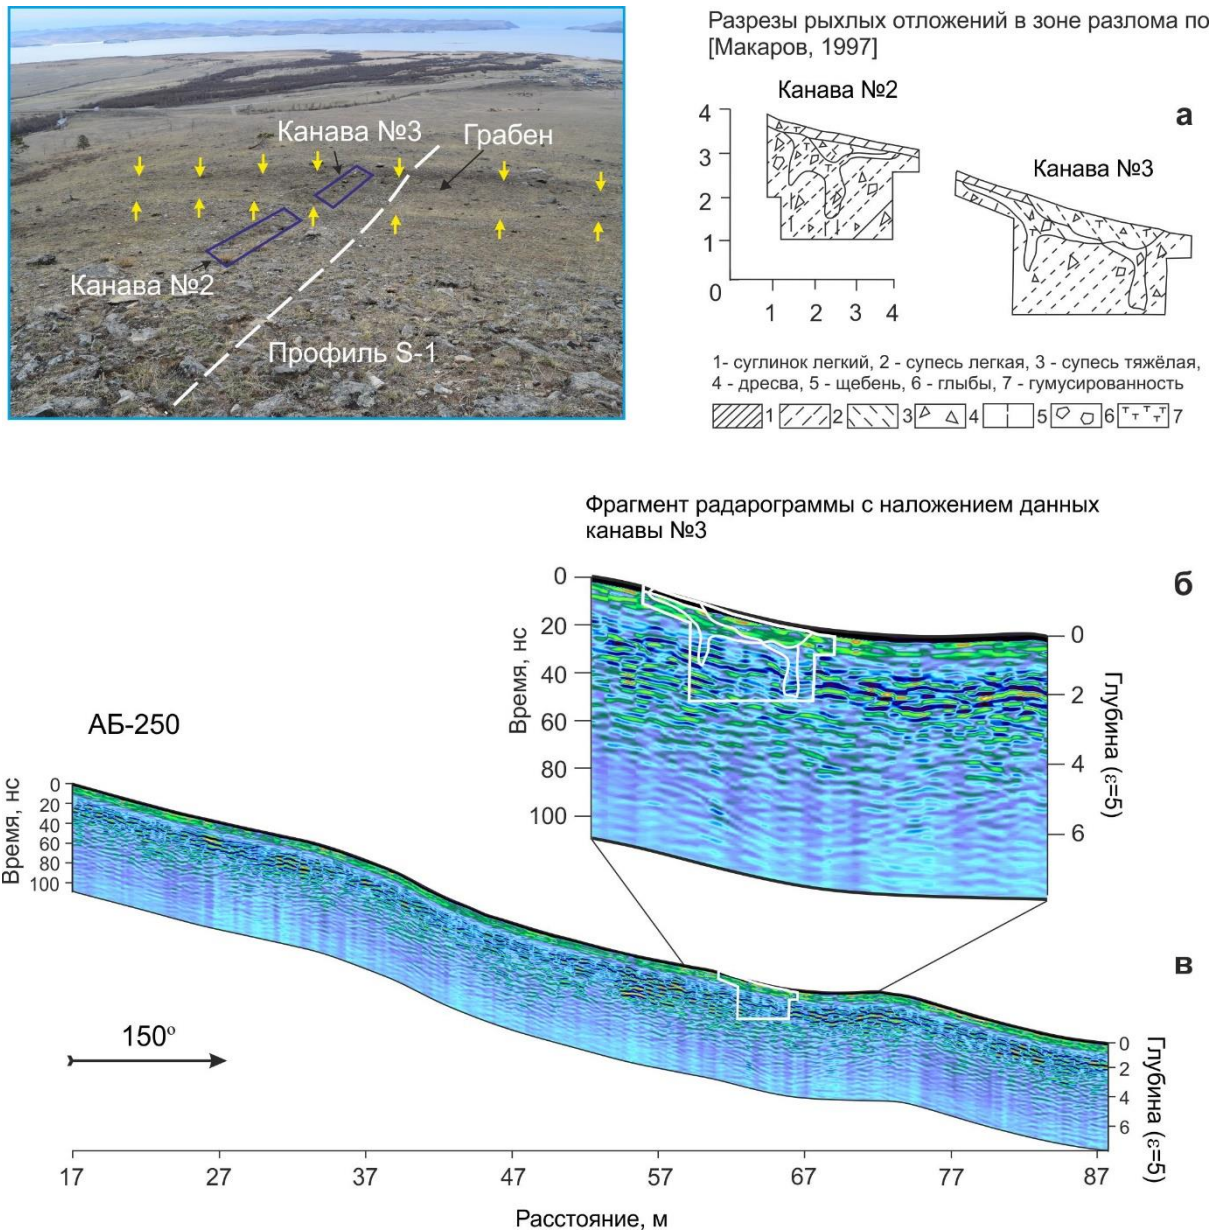 Разрезы рыхлых отложений в зоне разлома по
[Макаров, 1997]
Канава №3
Грабен
Канава №2
Профиль S-1
Канава №2
а
4
3
2
1
0
1 2 3 4
Канава №3
1- суглинок легкий, 2 - супесь легкая, 3 - супесь тяжёлая,
4 - дресва, 5 - щебень, 6 - глыбы, 7 - гумусированность
1 2 3 4 5 6 7
Фрагмент радарограммы с наложением данных
канавы №3
б
0
20
40
60
80
100
Время, нс
0
2
4
6
Глубина (ε=5)
АБ-250
в
0
20
40
60
80
100
Время, нс
150º
0
2
4
6
Глубина (ε=5)
17 27 37 47 57 67 77 87
Расстояние, м